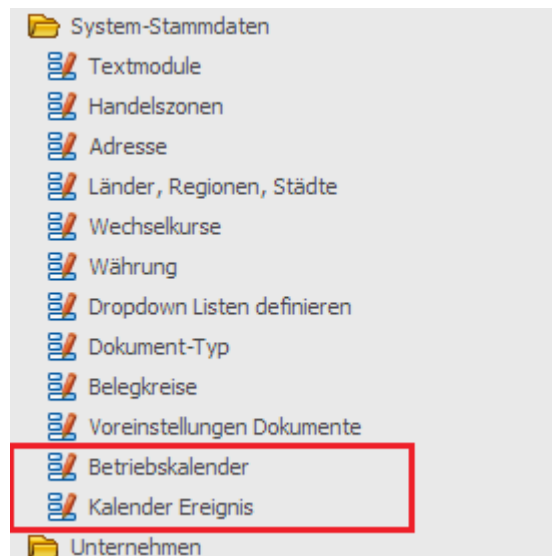 System-Stammdaten
Textmodule
Handelszonen
Adresse
Länder, Regionen, Städte
Wechselkurse
Währung
Dropdown Listen definieren
Dokument-Typ
Belegkreise
Voreinstellungen Dokumente
Betriebskalender
Kalender Ereignis
Unternehmen